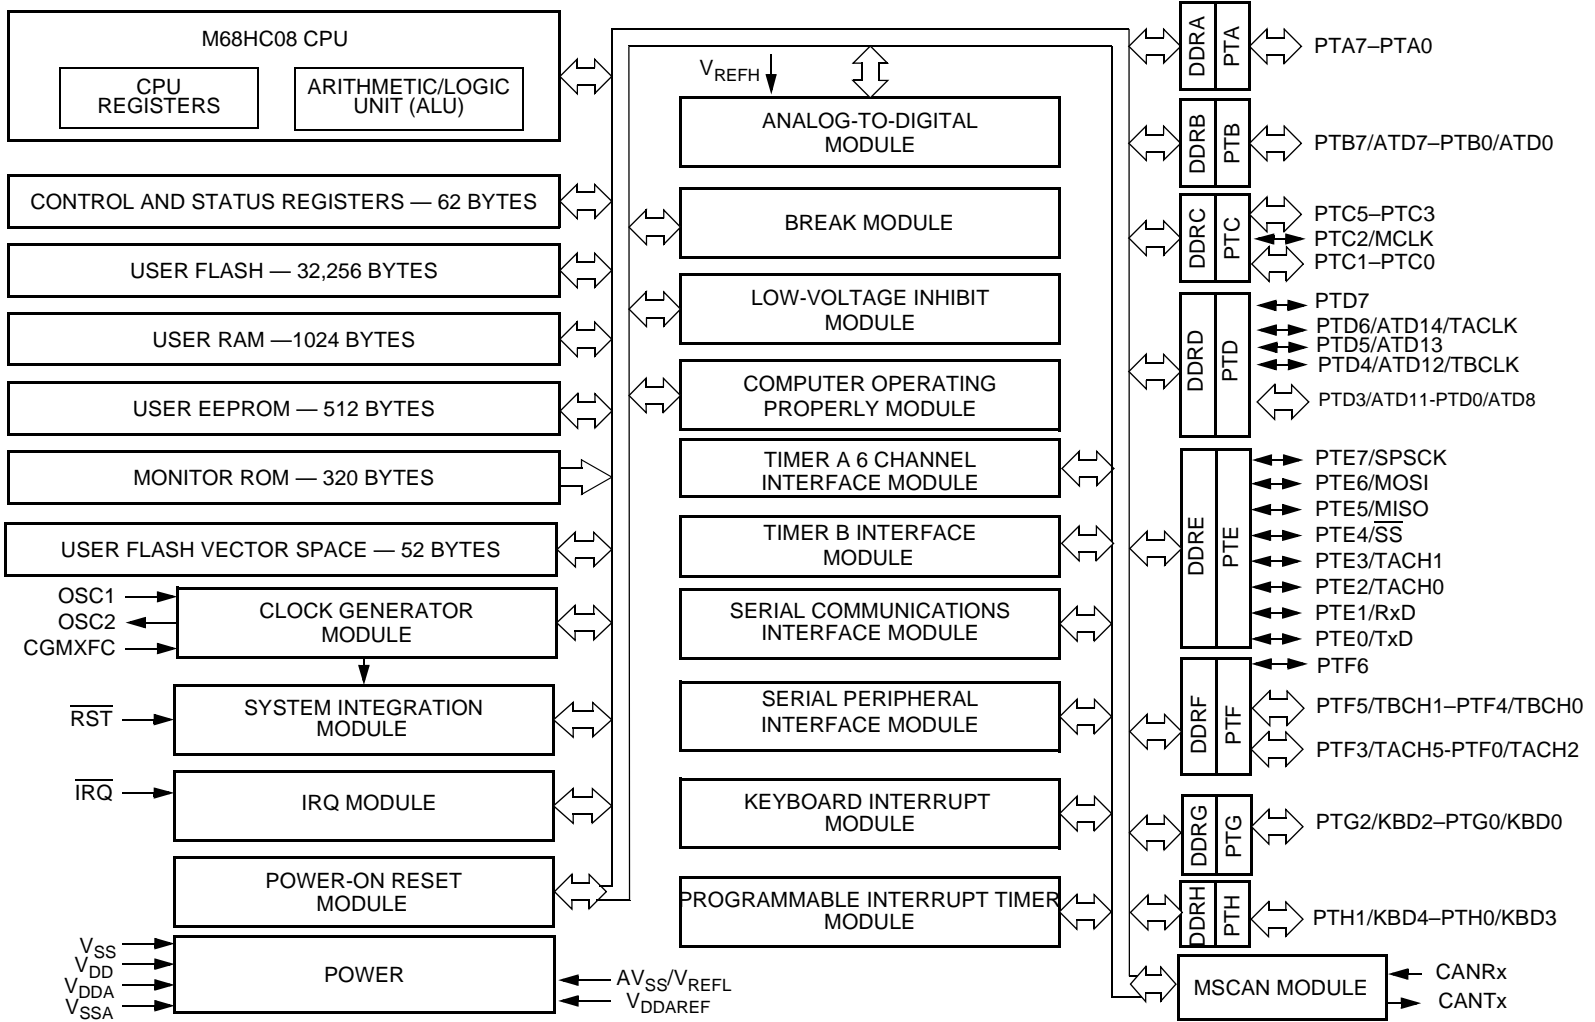 M68HC08 CPU
CPU
REGISTERS
ARITHMETIC/LOGIC
UNIT (ALU)
CONTROL AND STATUS REGISTERS — 62 BYTES
USER FLASH — 32,256 BYTES
USER RAM —1024 BYTES
USER EEPROM — 512 BYTES
MONITOR ROM — 320 BYTES
USER FLASH VECTOR SPACE — 52 BYTES
OSC1
OSC2
CGMXFC
CLOCK GENERATOR
MODULE
RST
SYSTEM INTEGRATION
MODULE
IRQ
IRQ MODULE
POWER-ON RESET
MODULE
VSS
VDD
VDDA
VSSA
POWER
AVSS/VREFL
VDDAREF
VREFH
ANALOG-TO-DIGITAL
MODULE
BREAK MODULE
LOW-VOLTAGE INHIBIT
MODULE
COMPUTER OPERATING
PROPERLY MODULE
TIMER A 6 CHANNEL
INTERFACE MODULE
TIMER B INTERFACE
MODULE
SERIAL COMMUNICATIONS
INTERFACE MODULE
SERIAL PERIPHERAL
INTERFACE MODULE
KEYBOARD INTERRUPT
MODULE
PROGRAMMABLE INTERRUPT TIMER
MODULE
DDRA
PTA
PTA7–PTA0
DDRB
PTB
PTB7/ATD7–PTB0/ATD0
DDRC
PTC
PTC5–PTC3
PTC2/MCLK
PTC1–PTC0
DDRD
PTD
PTD7
PTD6/ATD14/TACLK
PTD5/ATD13
PTD4/ATD12/TBCLK
PTD3/ATD11-PTD0/ATD8
DDRE
PTE
PTE7/SPSCK
PTE6/MOSI
PTE5/MISO
PTE4/SS
PTE3/TACH1
PTE2/TACH0
PTE1/RxD
PTE0/TxD
DDRF
PTF
PTF6
PTF5/TBCH1–PTF4/TBCH0
PTF3/TACH5-PTF0/TACH2
DDRG
PTG
PTG2/KBD2–PTG0/KBD0
DDRH
PTH
PTH1/KBD4–PTH0/KBD3
MSCAN MODULE
CANRx
CANTx